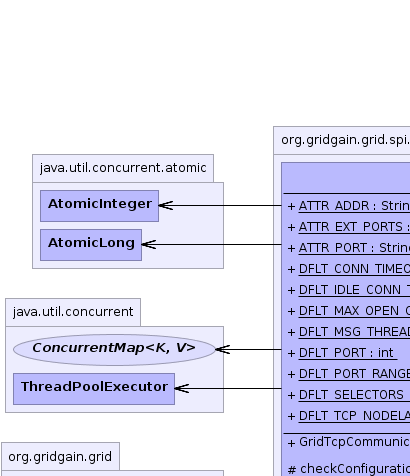 java.util.concurrent.atomic
AtomicInteger
AtomicLong
java.util.concurrent
ConcurrentMap<K, V>
ThreadPoolExecutor
org.gridgain.grid
org.gridgain.grid.spi.
+ ATTR_ADDR : Strin
+ ATTR_EXT_PORTS :
+ ATTR_PORT : String
+ DFLT_CONN_TIMEO
+ DFLT_IDLE_CONN_T
+ DFLT_MAX_OPEN_C
+ DFLT_MSG_THREAD
+ DFLT_PORT : int
+ DFLT_PORT_RANGE
+ DFLT_SELECTORS
+ DFLT_TCP_NODELA
+ GridTcpCommunic
# checkConfiguratio